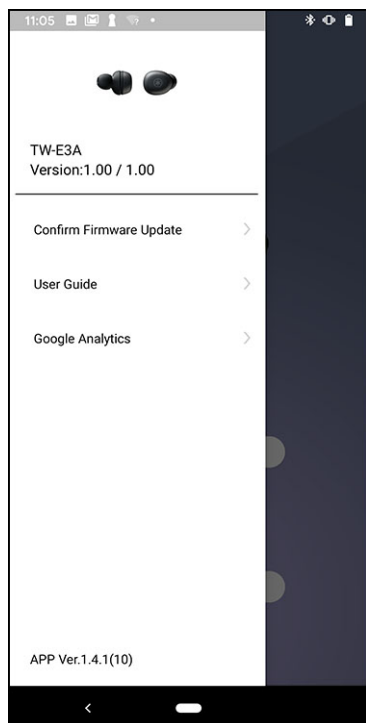 11:05
TW-E3A
Version:1.00 / 1.00
Confirm Firmware Update
User Guide
Google Analytics
APP Ver.1.4.1(10)